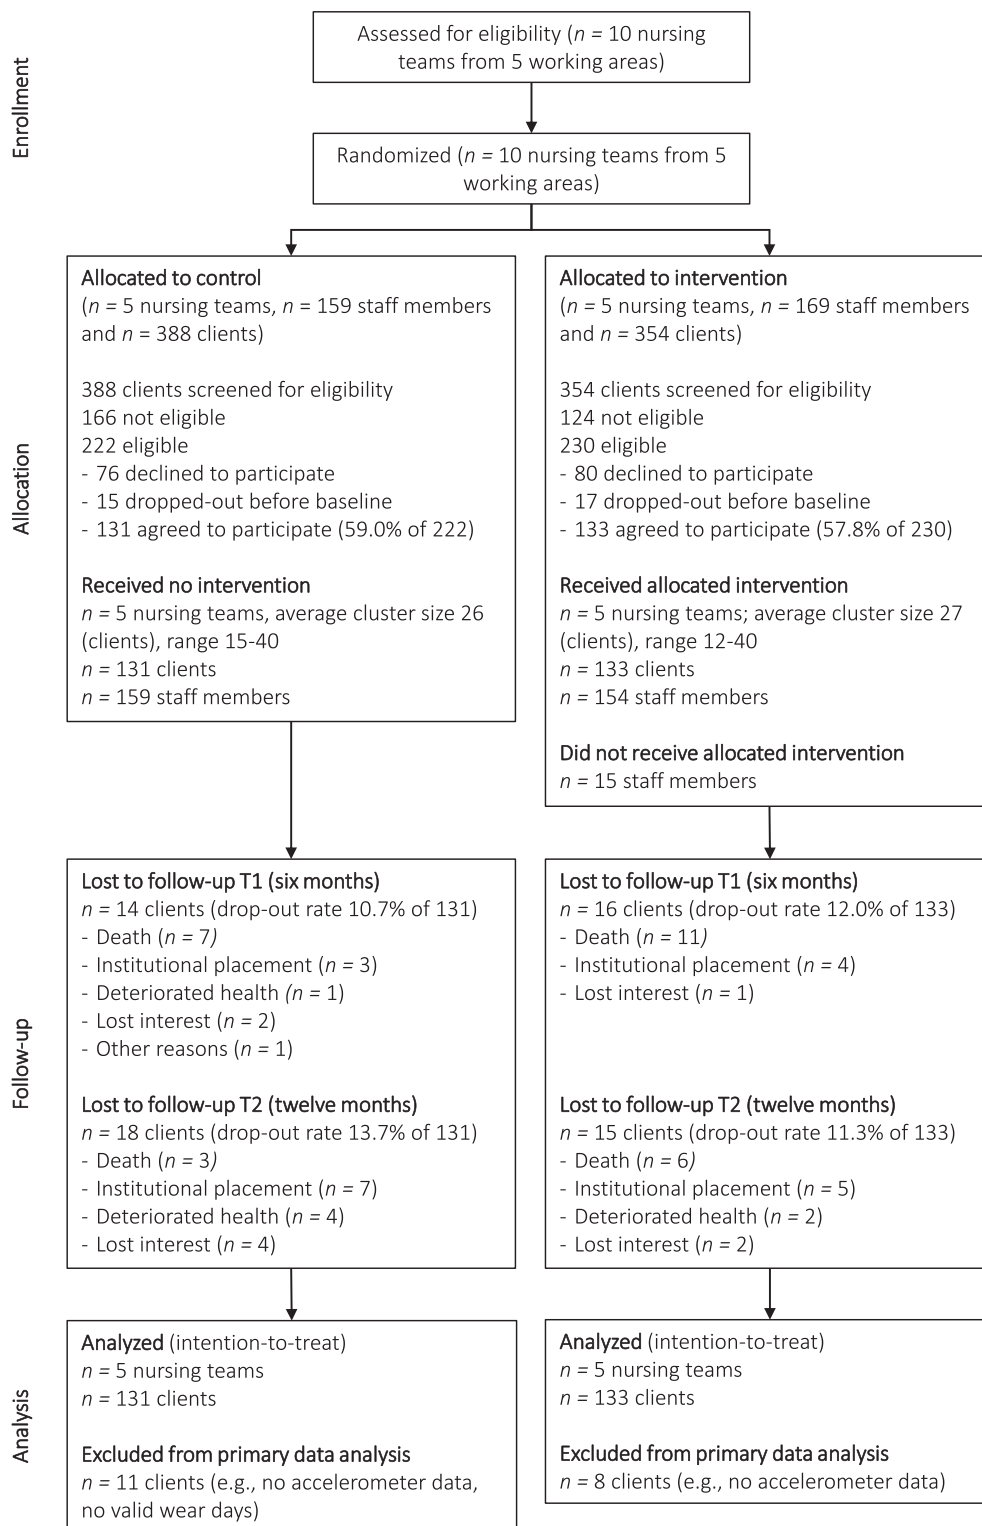 Enrollment
Assessed for eligibility (n = 10 nursing
teams from 5 working areas)
Randomized (n = 10 nursing teams from 5
working areas)
Allocation
Allocated to control
(n = 5 nursing teams, n = 159 staff members
and n = 388 clients)
388 clients screened for eligibility
166 not eligible
222 eligible
- 76 declined to participate
- 15 dropped-out before baseline
- 131 agreed to participate (59.0% of 222)
Received no intervention
n = 5 nursing teams, average cluster size 26
(clients), range 15-40
n = 131 clients
n = 159 staff members
Allocated to intervention
(n = 5 nursing teams, n = 169 staff members
and n = 354 clients)
354 clients screened for eligibility
124 not eligible
230 eligible
- 80 declined to participate
- 17 dropped-out before baseline
- 133 agreed to participate (57.8% of 230)
Received allocated intervention
n = 5 nursing teams; average cluster size 27
(clients), range 12-40
n = 133 clients
n = 154 staff members
Did not receive allocated intervention
n = 15 staff members
Follow-up
Lost to follow-up T1 (six months)
n = 14 clients (drop-out rate 10.7% of 131)
- Death (n = 7)
- Institutional placement (n = 3)
- Deteriorated health (n = 1)
- Lost interest (n = 2)
- Other reasons (n = 1)
Lost to follow-up T2 (twelve months)
n = 18 clients (drop-out rate 13.7% of 131)
- Death (n = 3)
- Institutional placement (n = 7)
- Deteriorated health (n = 4)
- Lost interest (n = 4)
Lost to follow-up T1 (six months)
n = 16 clients (drop-out rate 12.0% of 133)
- Death (n = 11)
- Institutional placement (n = 4)
- Lost interest (n = 1)
Lost to follow-up T2 (twelve months)
n = 15 clients (drop-out rate 11.3% of 133)
- Death (n = 6)
- Institutional placement (n = 5)
- Deteriorated health (n = 2)
- Lost interest (n = 2)
Analysis
Analyzed (intention-to-treat)
n = 5 nursing teams
n = 131 clients
Excluded from primary data analysis
n = 11 clients (e.g., no accelerometer data,
no valid wear days)
Analyzed (intention-to-treat)
n = 5 nursing teams
n = 133 clients
Excluded from primary data analysis
n = 8 clients (e.g., no accelerometer data)